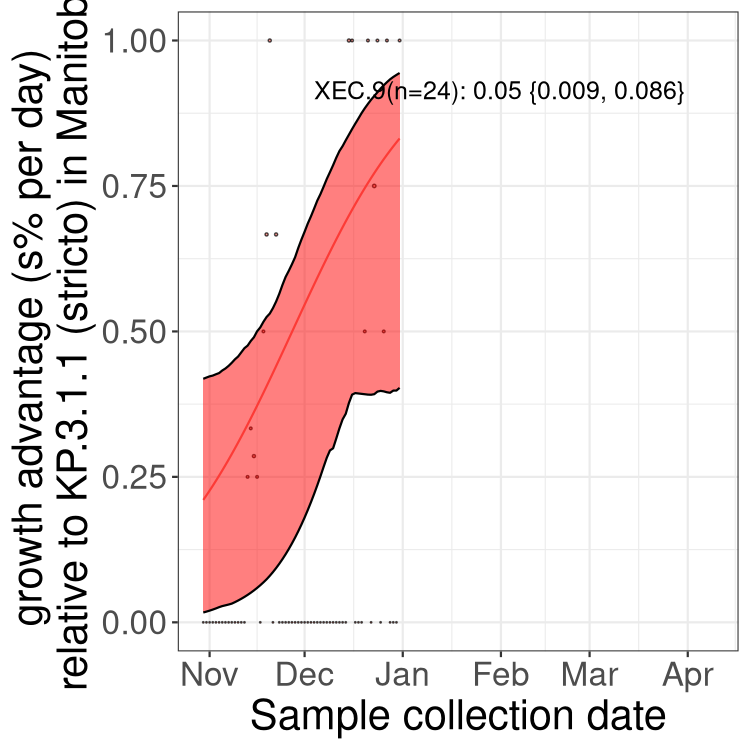 growth advantage (s% per day)
relative to KP.3.1.1 (stricto) in Manitob
1.00
0.75
0.50
0.25
0.00
XEC.9(n=24): 0.05 {0.009, 0.086}
Nov Dec Jan Feb Mar Apr
Sample collection date